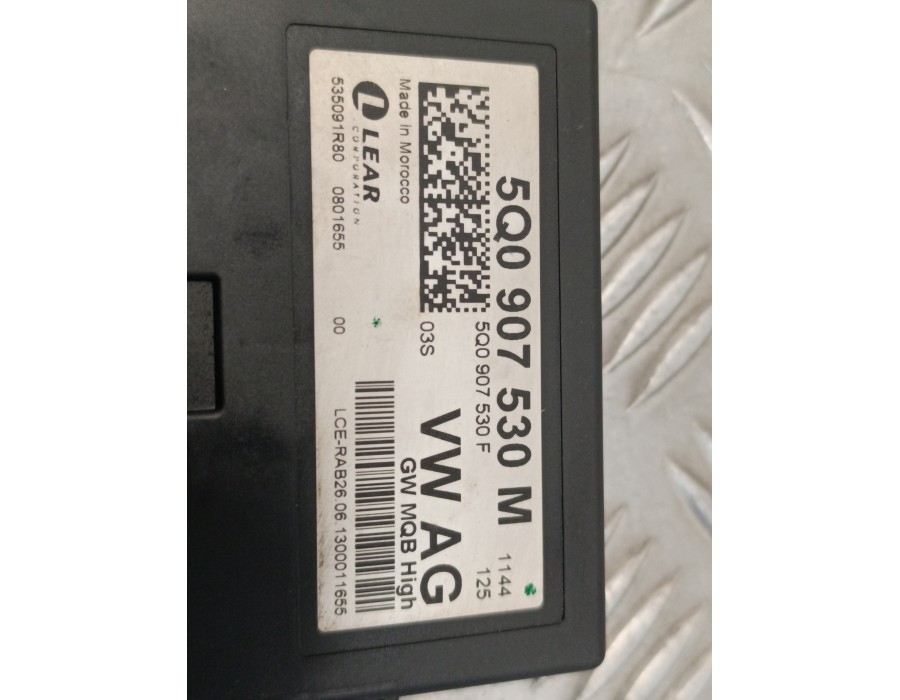 5Q0 907 530 M 1144
5Q0 907 530 F 125
03S VW AG
Made in Morocco GW MQB High
LEAR
CORPORATION
535091R80 0801655 00 LCE-RAB26.06.1300011655